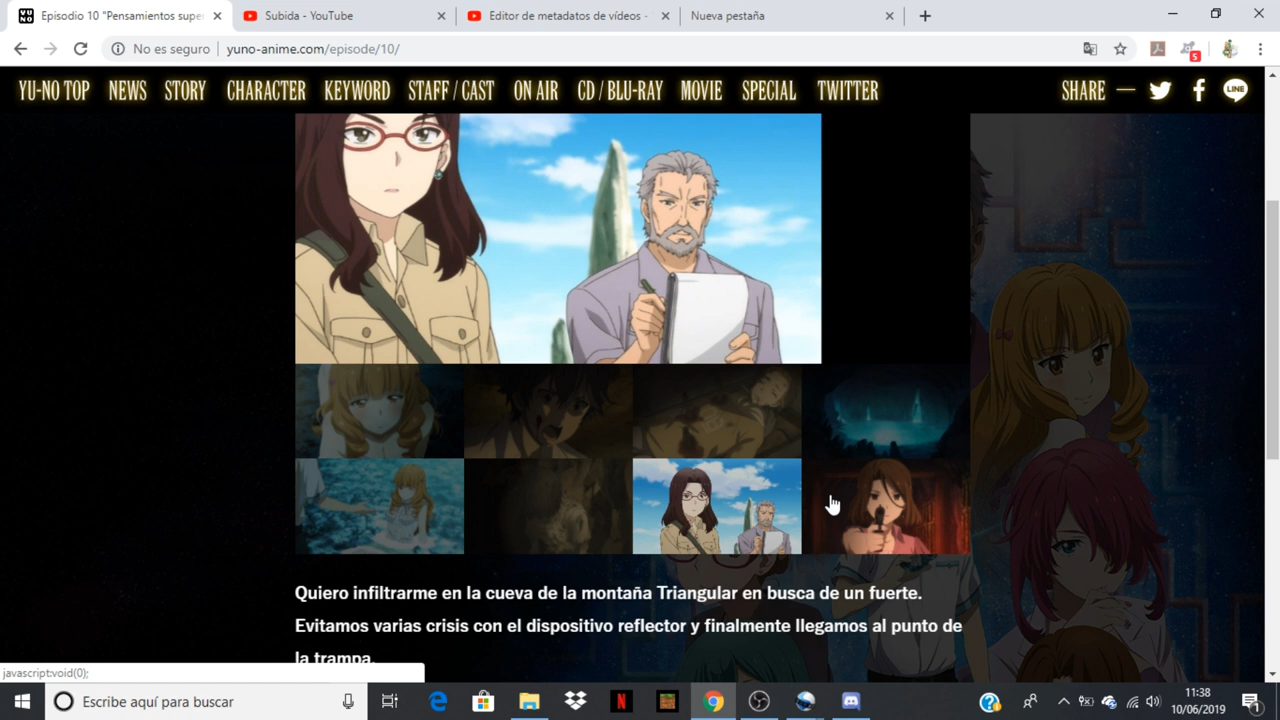 Episodio 10 "Pensamientos super
Subida - YouTube
Editor de metadatos de vídeos -
Nueva pestaña
No es seguro
yuno-anime.com/episode/10/
5
YU-NO TOP NEWS STORY CHARACTER KEYWORD STAFF / CAST ON AIR CD / BLU-RAY MOVIE SPECIAL TWITTER SHARE LINE
Quiero infiltrarme en la cueva de la montaña Triangular en busca de un fuerte.
Evitamos varias crisis con el dispositivo reflector y finalmente llegamos al punto de
la trampa.
javascript:void(0);
Escribe aquí para buscar
11:38
10/06/2019
1